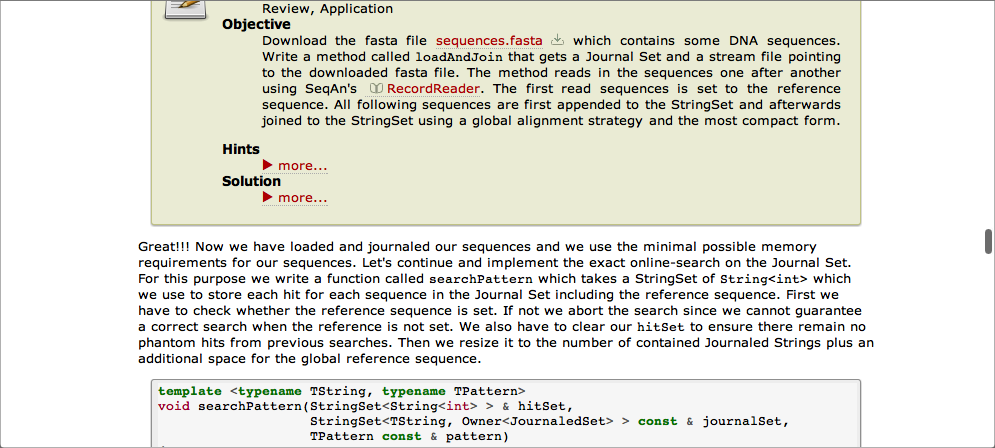 Review, Application
Objective
Download the fasta file sequences.fasta which contains some DNA sequences.
Write a method called loadAndJoin that gets a Journal Set and a stream file pointing
to the downloaded fasta file. The method reads in the sequences one after another
using SeqAn's RecordReader. The first read sequences is set to the reference
sequence. All following sequences are first appended to the StringSet and afterwards
joined to the StringSet using a global alignment strategy and the most compact form.
Hints
more...
Solution
more...
Great!!! Now we have loaded and journaled our sequences and we use the minimal possible memory
requirements for our sequences. Let's continue and implement the exact online-search on the Journal Set.
For this purpose we write a function called searchPattern which takes a StringSet of String<int> which
we use to store each hit for each sequence in the Journal Set including the reference sequence. First we
have to check whether the reference sequence is set. If not we abort the search since we cannot guarantee
a correct search when the reference is not set. We also have to clear our hitSet to ensure there remain no
phantom hits from previous searches. Then we resize it to the number of contained Journaled Strings plus an
additional space for the global reference sequence.
template <typename TString, typename TPattern>
void searchPattern(StringSet<String<int> > & hitSet,
StringSet<TString, Owner<JournaledSet> > const & journalSet,
TPattern const & pattern)